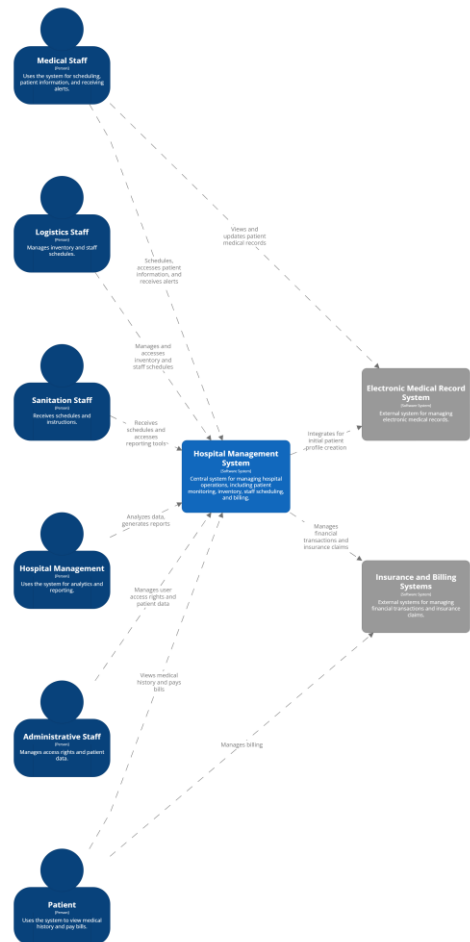 Medical Staff
[Person]
Uses the system for scheduling,
patient information, and receiving
alerts.
Logistics Staff
[Person]
Manages inventory and staff
schedules.
Views and
updates patient
medical records
Schedules,
accesses patient
information, and
receives alerts
Manages and
accesses
inventory and
staff schedules
Sanitation Staff
[Person]
Receives schedules and
instructions.
Receives
schedules and
accesses
reporting tools
Electronic Medical Record
System
[Software System]
External system for managing
electronic medical records.
Integrates for
initial patient
profile creation
Hospital Management
System
[Software System]
Central system for managing hospital
operations, including patient
monitoring, inventory, staff scheduling,
and billing.
Analyzes data,
generates reports
Manages
financial
transactions and
insurance claims
Hospital Management
[Person]
Uses the system for analytics and
reporting.
Insurance and Billing
Systems
[Software System]
External systems for managing
financial transactions and insurance
claims.
Manages user
access rights and
patient data
Views medical
history and pays
bills
Administrative Staff
[Person]
Manages access rights and patient
data.
Manages billing
Patient
[Person]
Uses the system to view medical
history and pay bills.